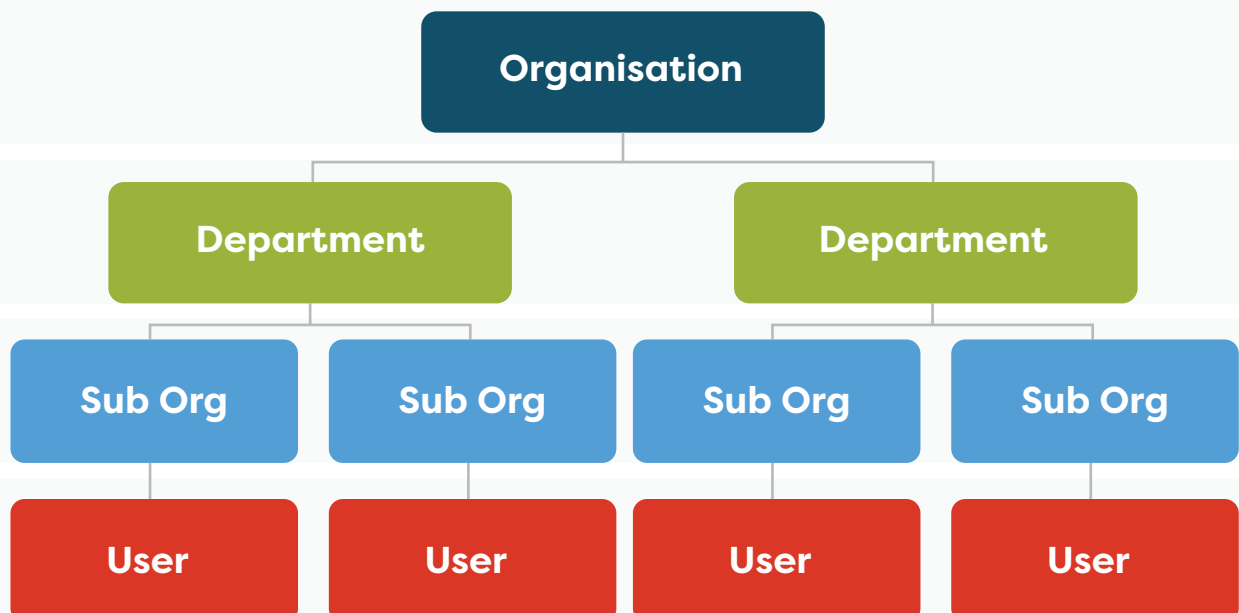 Organisation
Department Department
Sub Org Sub Org Sub Org Sub Org
User User User User